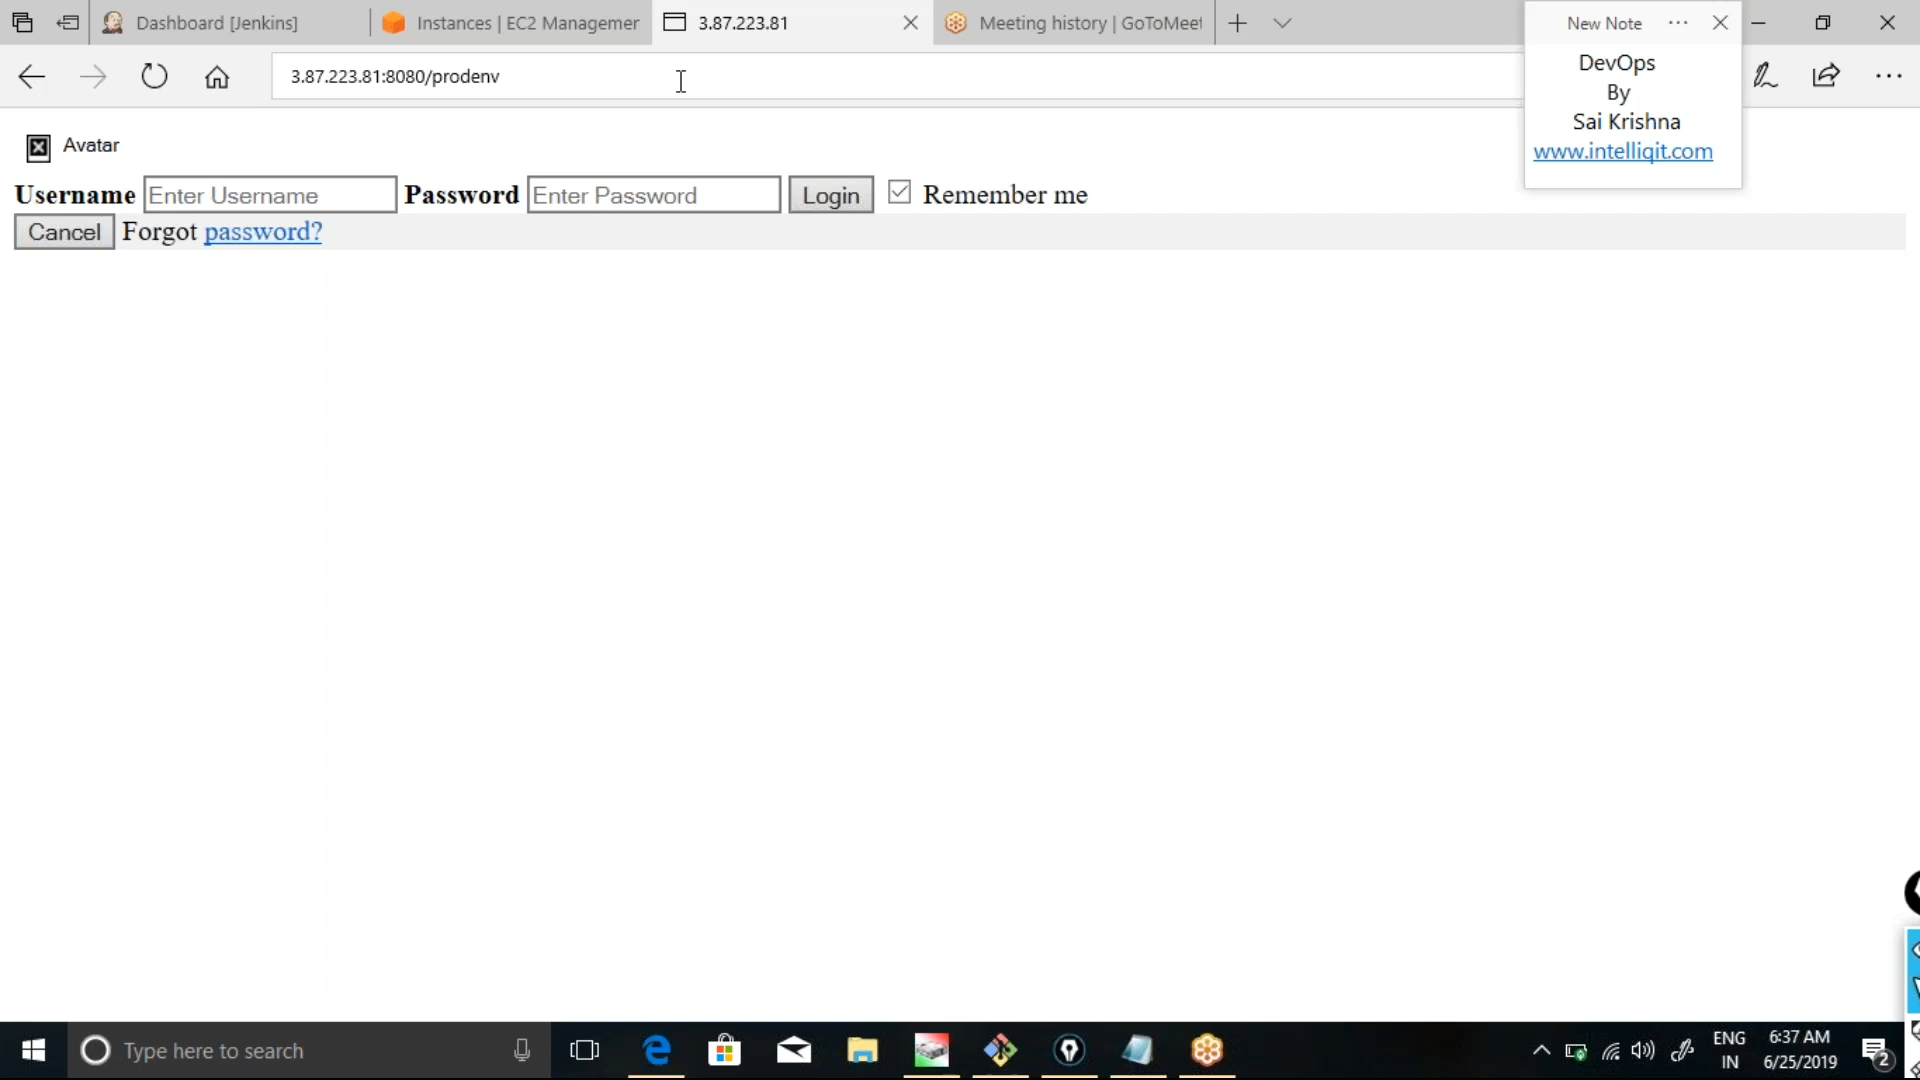 Dashboard [Jenkins]
Instances | EC2 Managemer
3.87.223.81
Meeting history | GoToMeet
New Note
3.87.223.81:8080/prodenv
DevOps
By
Sai Krishna
www.intelliqit.com
Avatar
Username Enter Username Password Enter Password Login Remember me
Cancel Forgot password?
Type here to search
ENG
IN
6:37 AM
6/25/2019
2